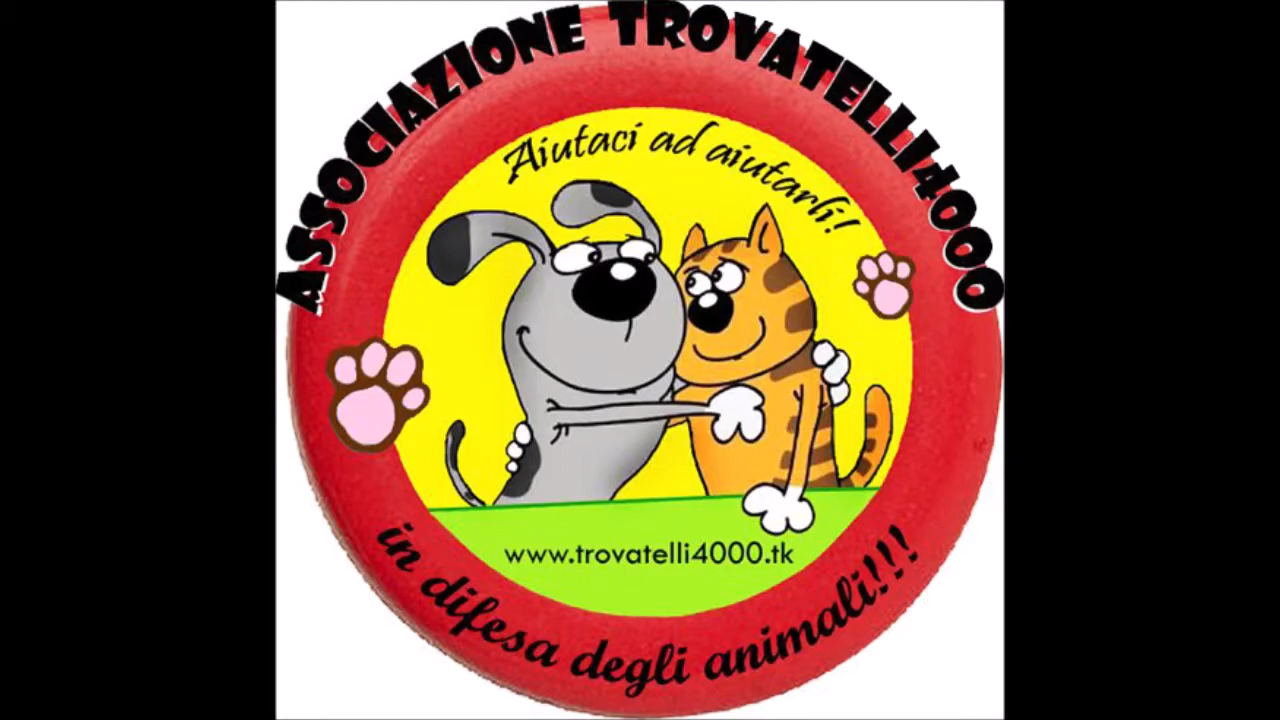 ASSOCIAZIONE TROVATELLI4000
Aiutaci ad aiutarli!
www.trovatelli4000.tk
in difesa degli animali!!!